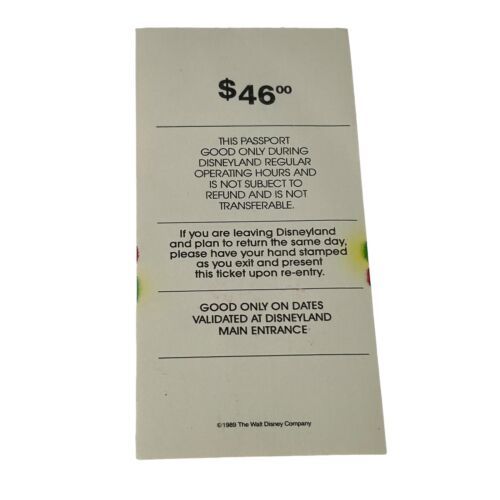 $46⁰⁰
THIS PASSPORT
GOOD ONLY DURING
DISNEYLAND REGULAR
OPERATING HOURS AND
IS NOT SUBJECT TO
REFUND AND IS NOT
TRANSFERABLE.
If you are leaving Disneyland
and plan to return the same day,
please have your hand stamped
as you exit and present
this ticket upon re-entry.
GOOD ONLY ON DATES
VALIDATED AT DISNEYLAND
MAIN ENTRANCE
©1989 The Walt Disney Company